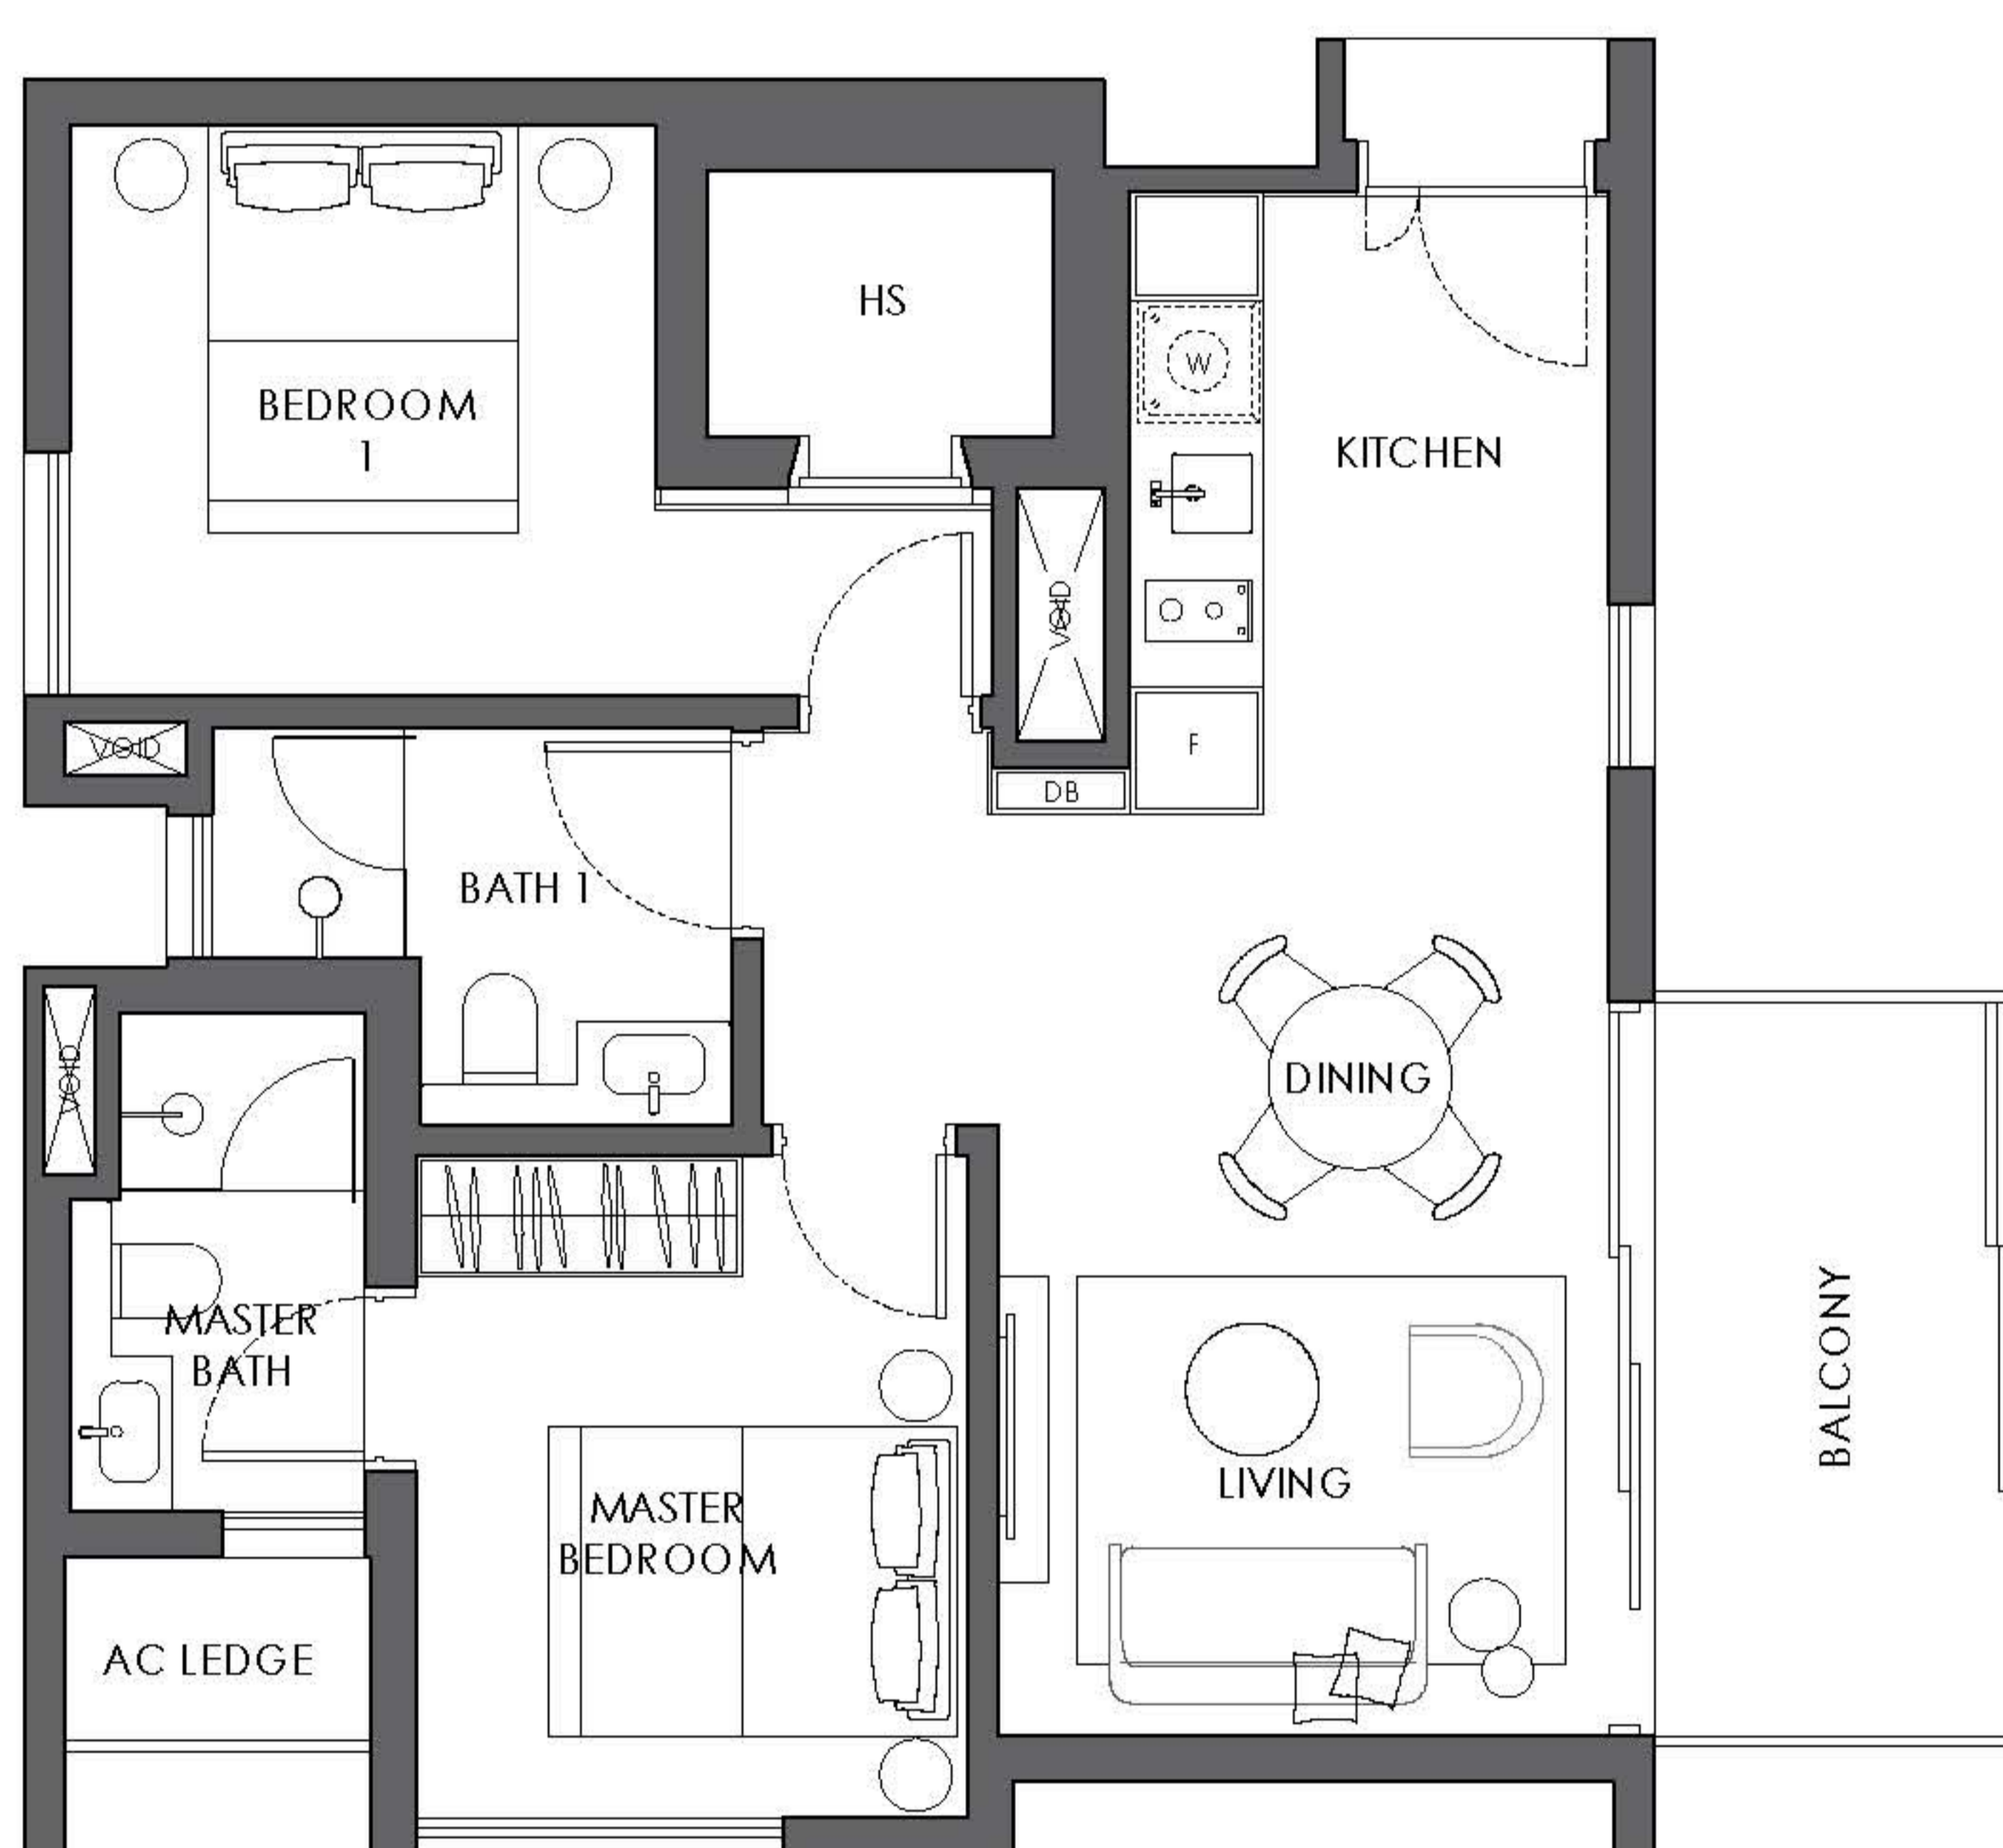 HS
W
BEDROOM
1
KITCHEN
VOID
VOID
F
DB
BATH 1
VOID
DINING
MASTER
BATH
BALCONY
LIVING
MASTER
BEDROOM
AC LEDGE